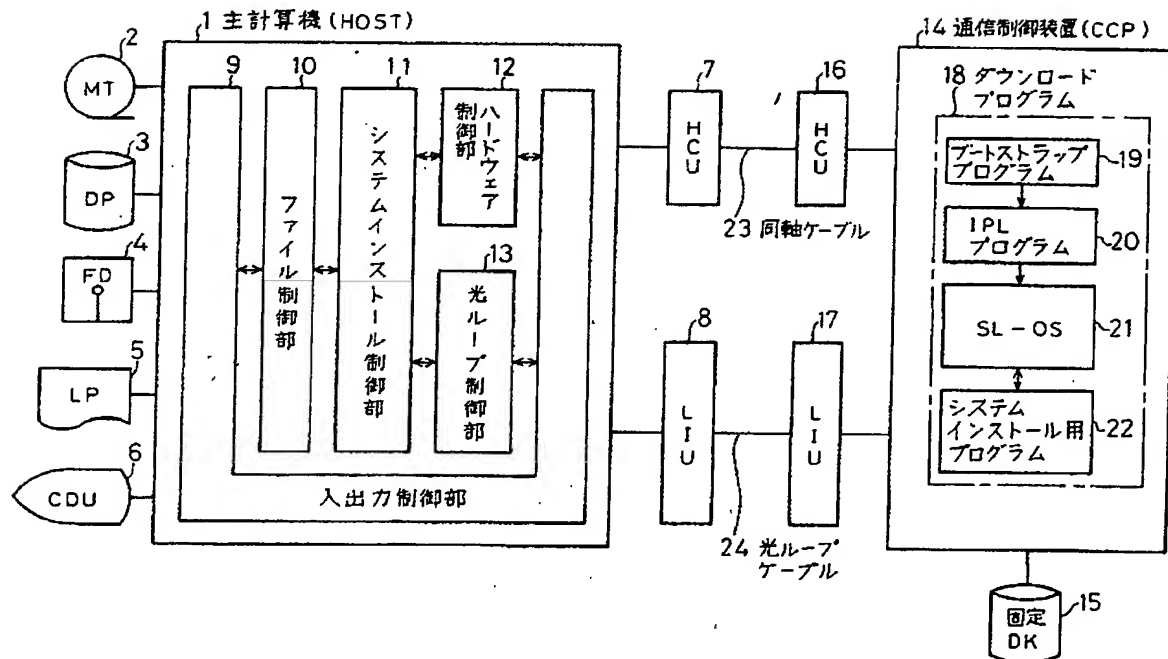 1 主計算機(HOST)
2
MT
3
DP
4
FD
5
LP
6
CDU
9
10
11
12
ファイル制御部
システムインストール制御部
ハードウェア
制御部
13
光ループ制御部
入出力制御部
7
HCU
16
HCU
23 同軸ケーブル
8
LIU
17
LIU
24 光ループ
ケーブル
14 通信制御装置(CCP)
18 ダウンロード
プログラム
ブートストラップ
プログラム
19
IPL
プログラム
20
SL-OS
21
システム
インストール用
プログラム
22
固定
DK
15